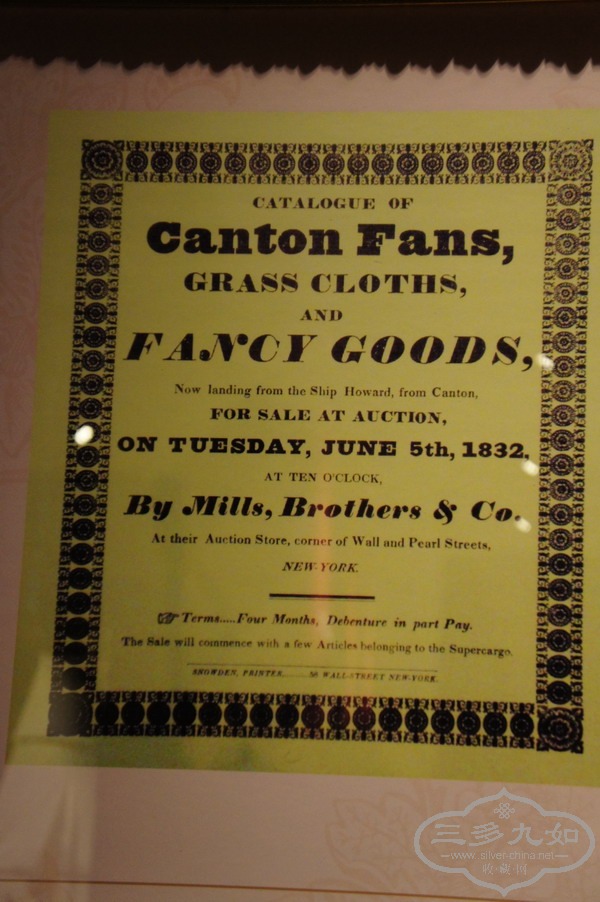 CATALOGUE OF
Canton Fans,
GRASS CLOTHS,
AND
FANCY GOODS,
Now landing from the Ship Howard, from Canton,
FOR SALE AT AUCTION,
ON TUESDAY, JUNE 5th, 1832,
AT TEN O'CLOCK,
By Mills, Brothers & Co.
At their Auction Store, corner of Wall and Pearl Streets,
NEW-YORK.
☞ Terms.....Four Months, Debenture in part Pay.
The Sale will commence with a few Articles belonging to the Supercargo.
SNOWDEN, PRINTER, WALL-STREET NEW-YORK.
三多九如
www.silver-china.net
收·藏·网